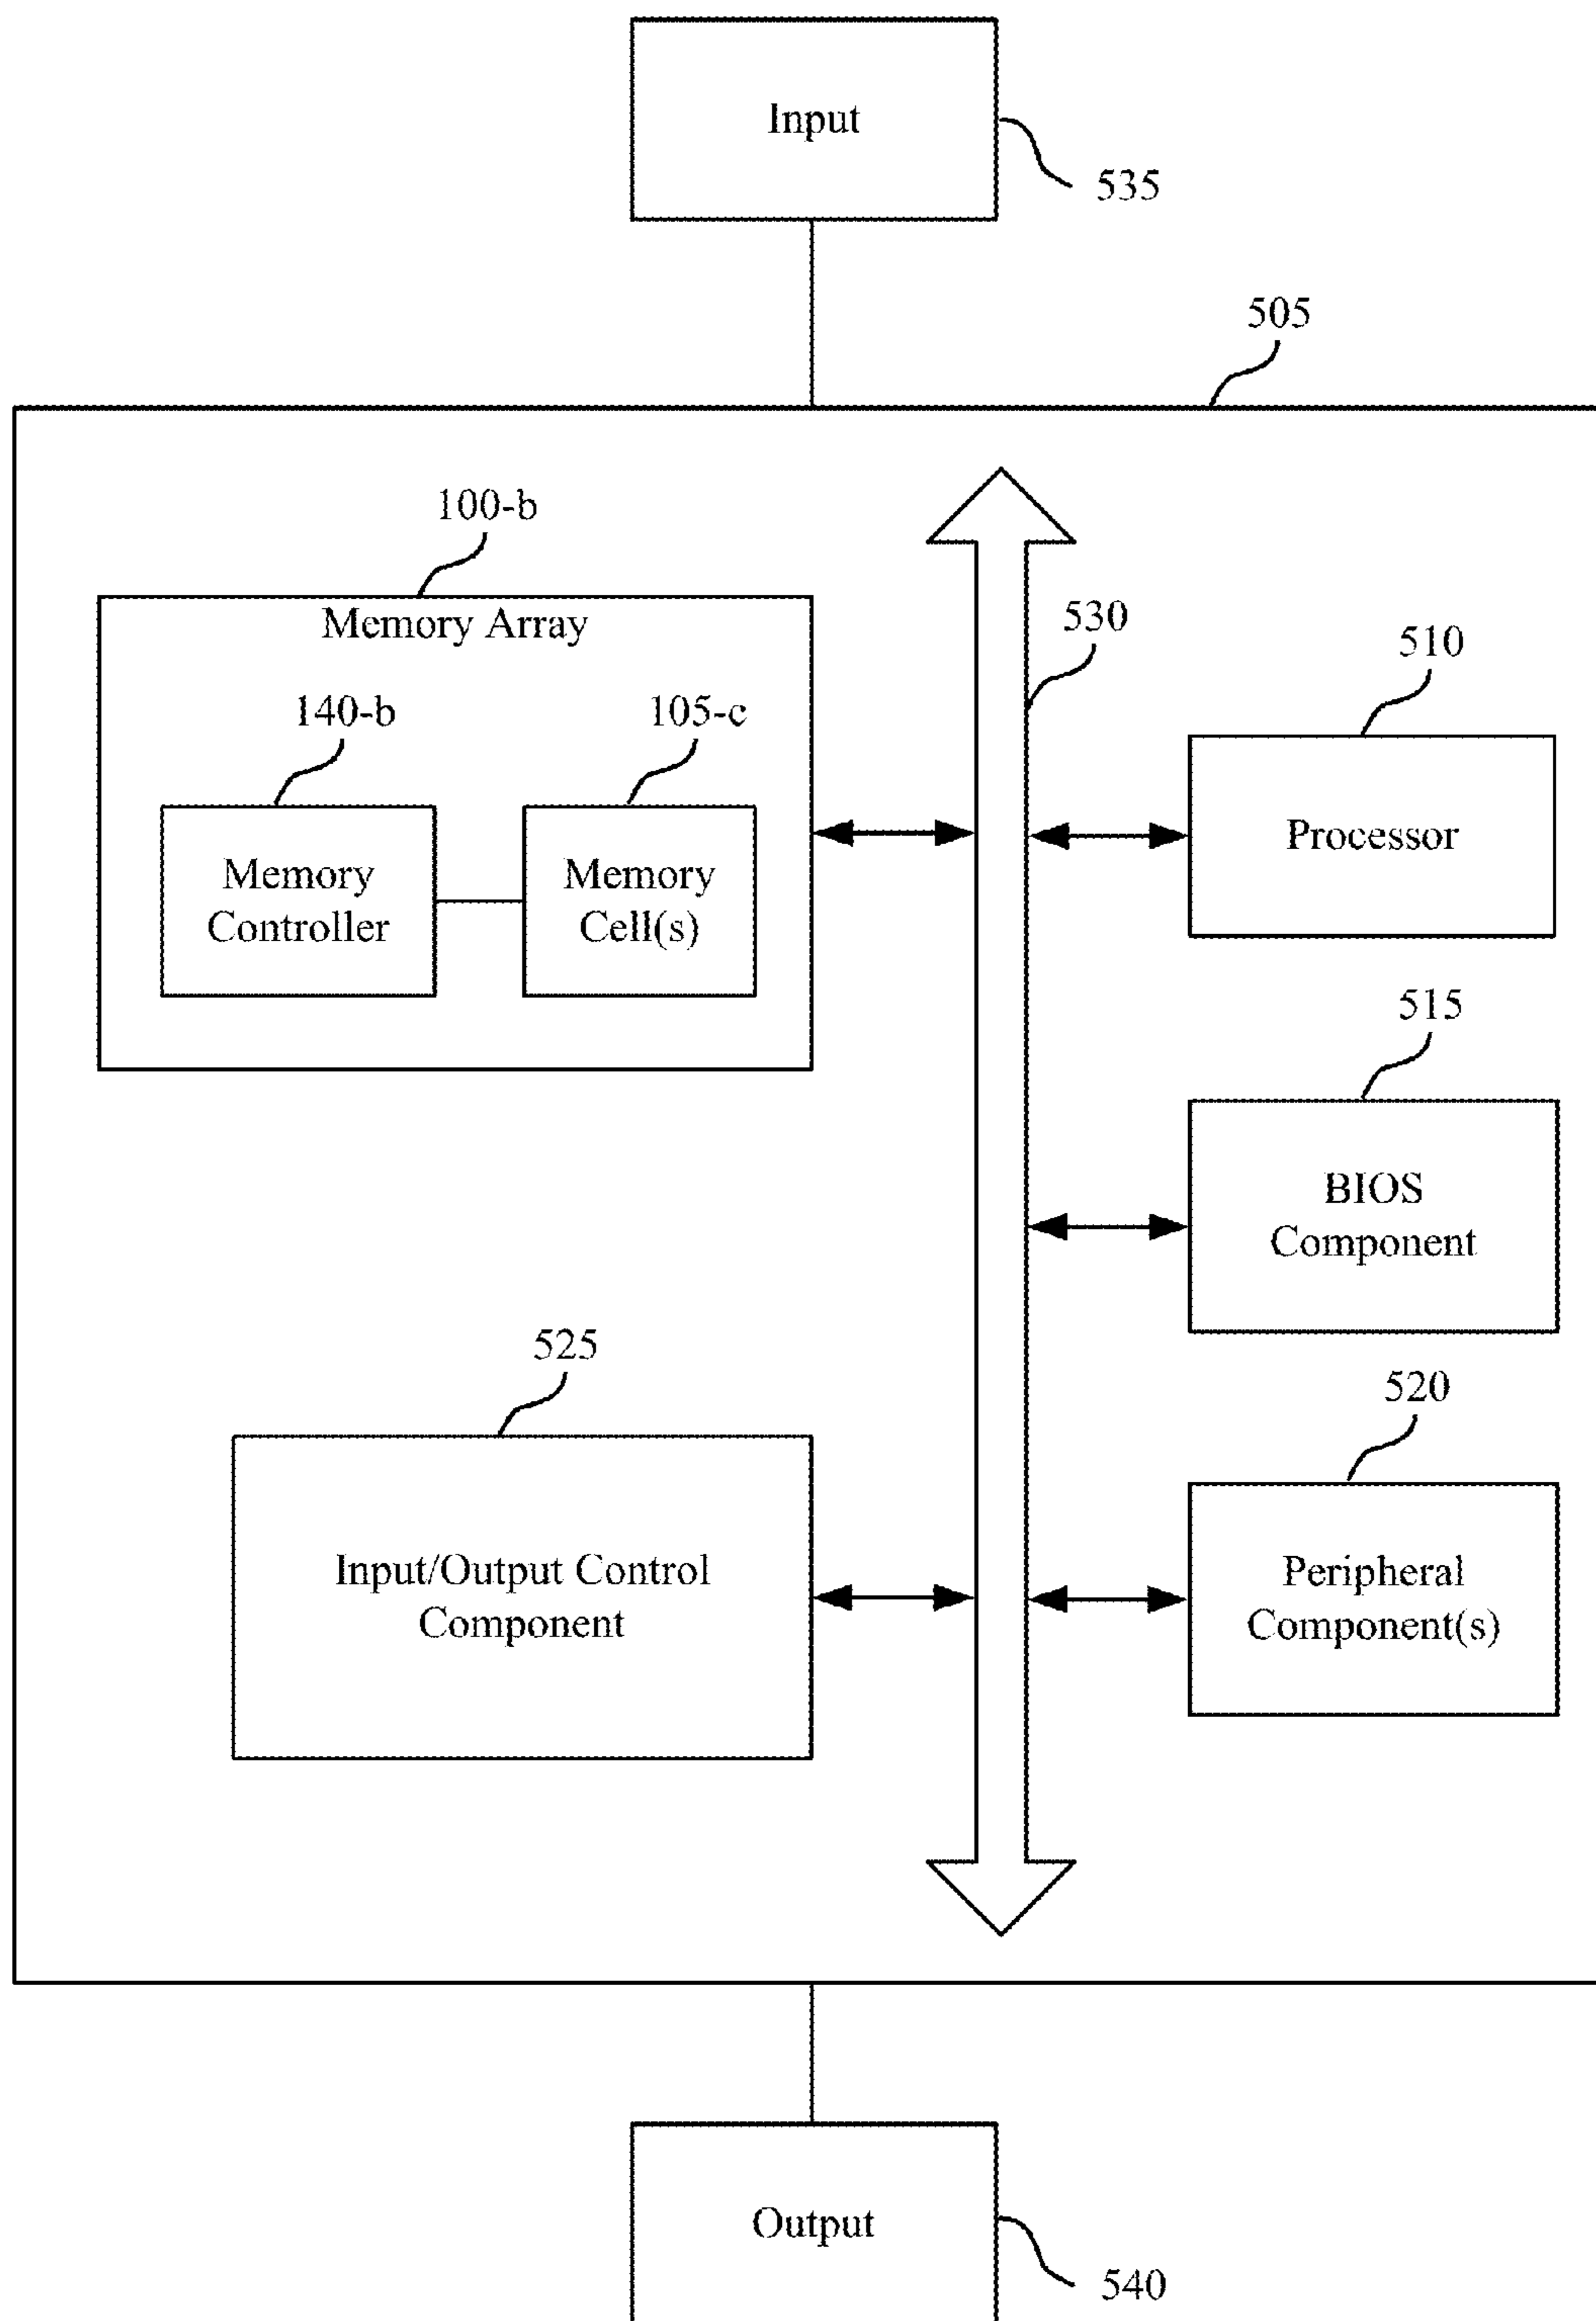 Input
535
505
100-b
Memory Array
530
510
140-b
105-c
Processor
Memory
Controller
Memory
Cell(s)
515
BIOS
Component
525
520
Input/Output Control
Component
Peripheral
Component(s)
Output
540